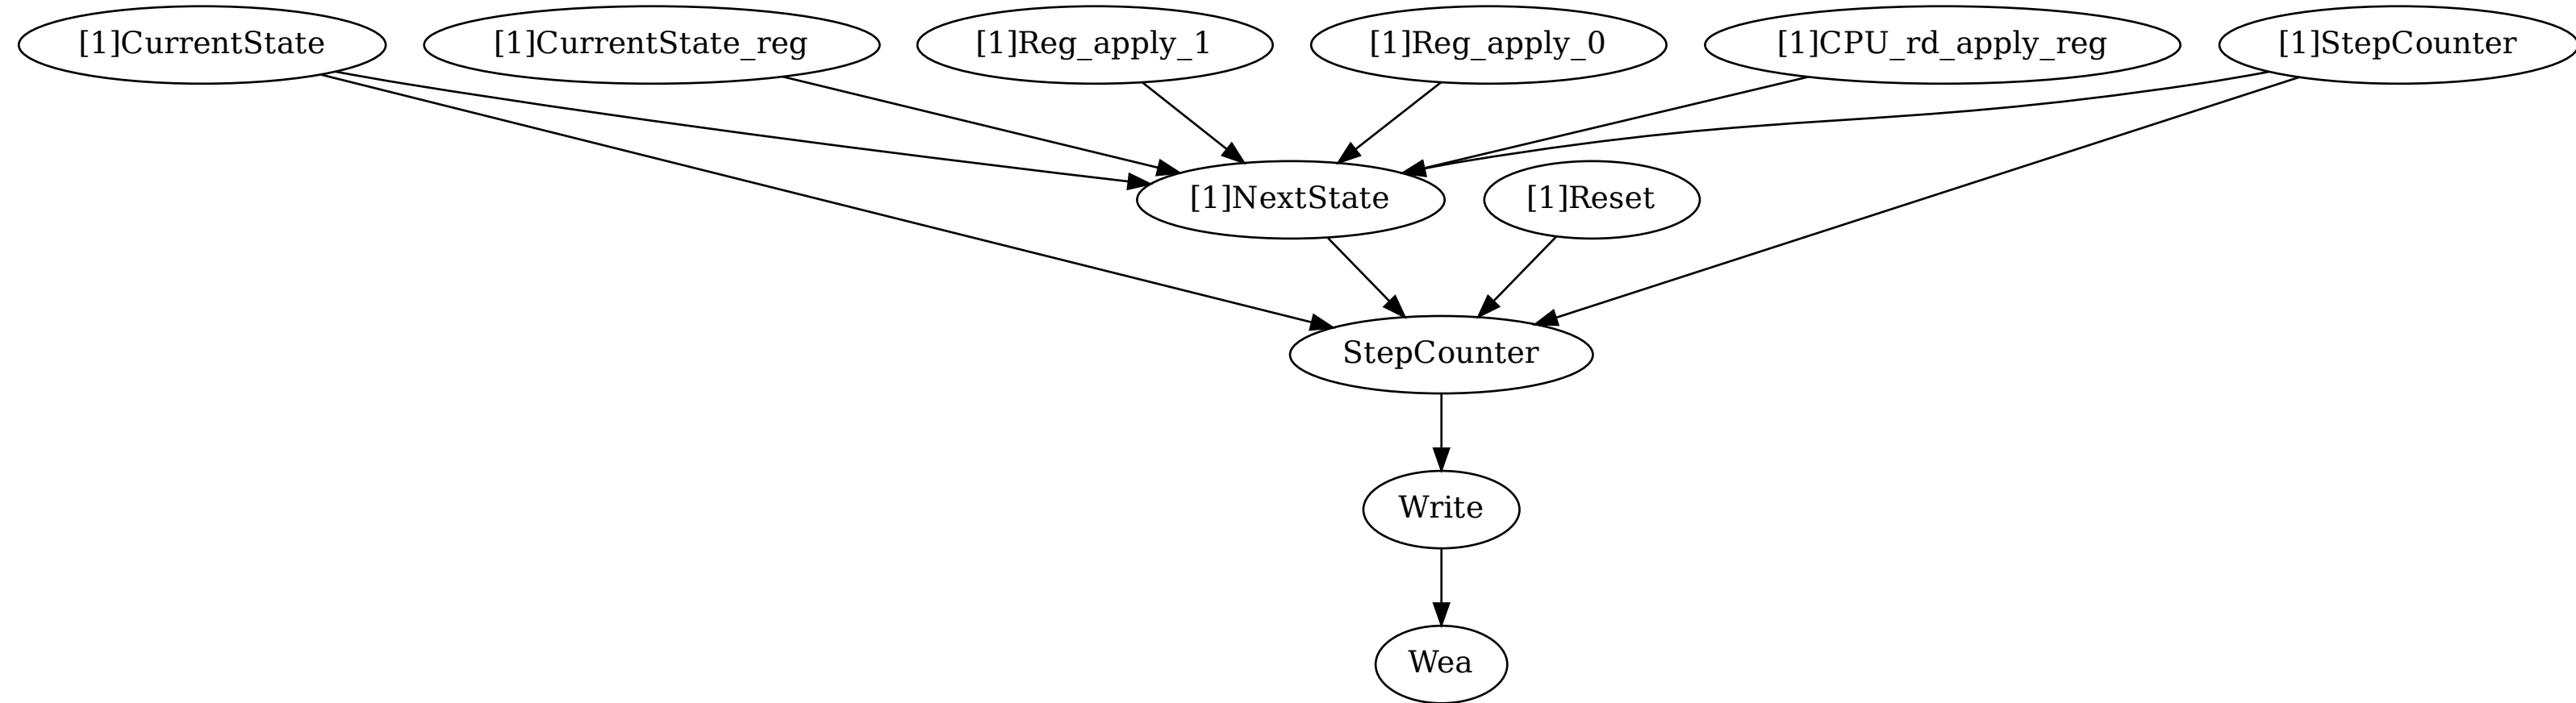 [1]CurrentState
[1]CurrentState_reg
[1]Reg_apply_1
[1]Reg_apply_0
[1]CPU_rd_apply_reg
[1]StepCounter
[1]NextState
[1]Reset
StepCounter
Write
Wea